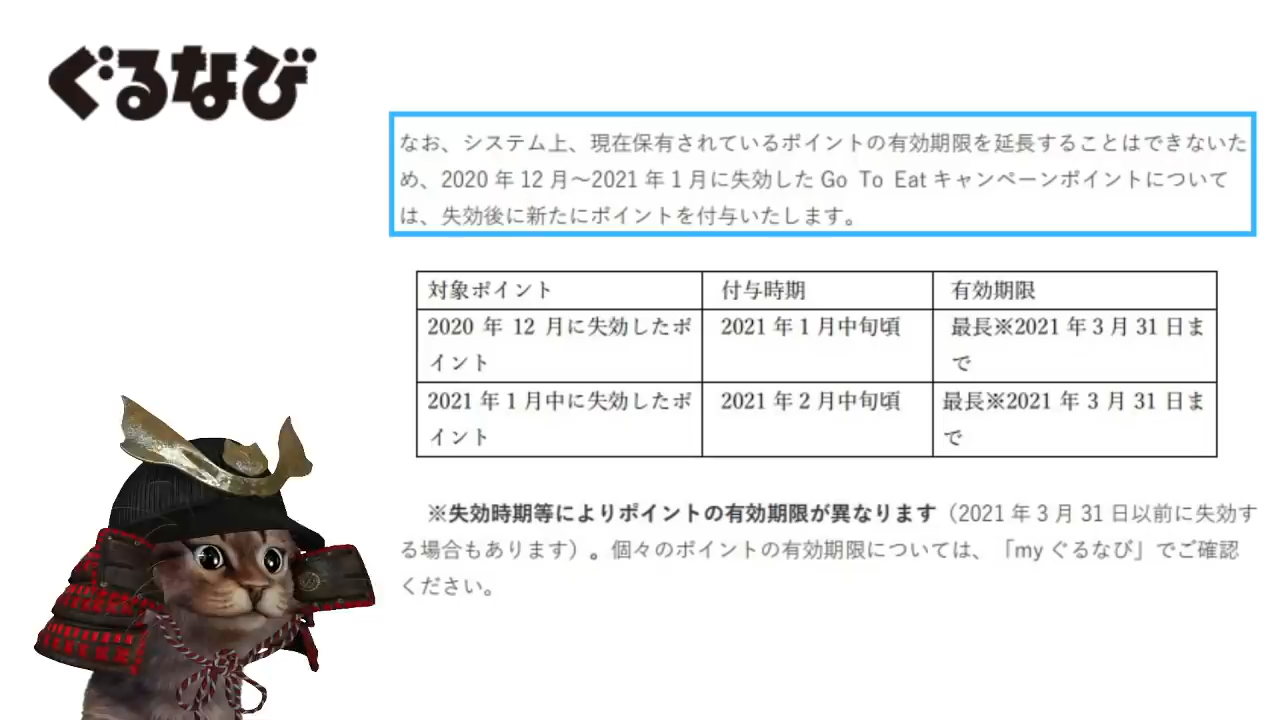 ぐるなび
なお、システム上、現在保有されているポイントの有効期限を延長することはできないた
め、2020 年 12 月～2021 年 1 月に失効した Go To Eat キャンペーンポイントについて
は、失効後に新たにポイントを付与いたします。
対象ポイント 付与時期 有効期限
2020 年 12 月に失効したポ
イント
2021 年 1 月中旬頃
最長※2021 年 3 月 31 日ま
で
2021 年 1 月中に失効したポ
イント
2021 年 2 月中旬頃
最長※2021 年 3 月 31 日ま
で
※失効時期等によりポイントの有効期限が異なります（2021 年 3 月 31 日以前に失効す
る場合もあります）。個々のポイントの有効期限については、「my ぐるなび」でご確認
ください。